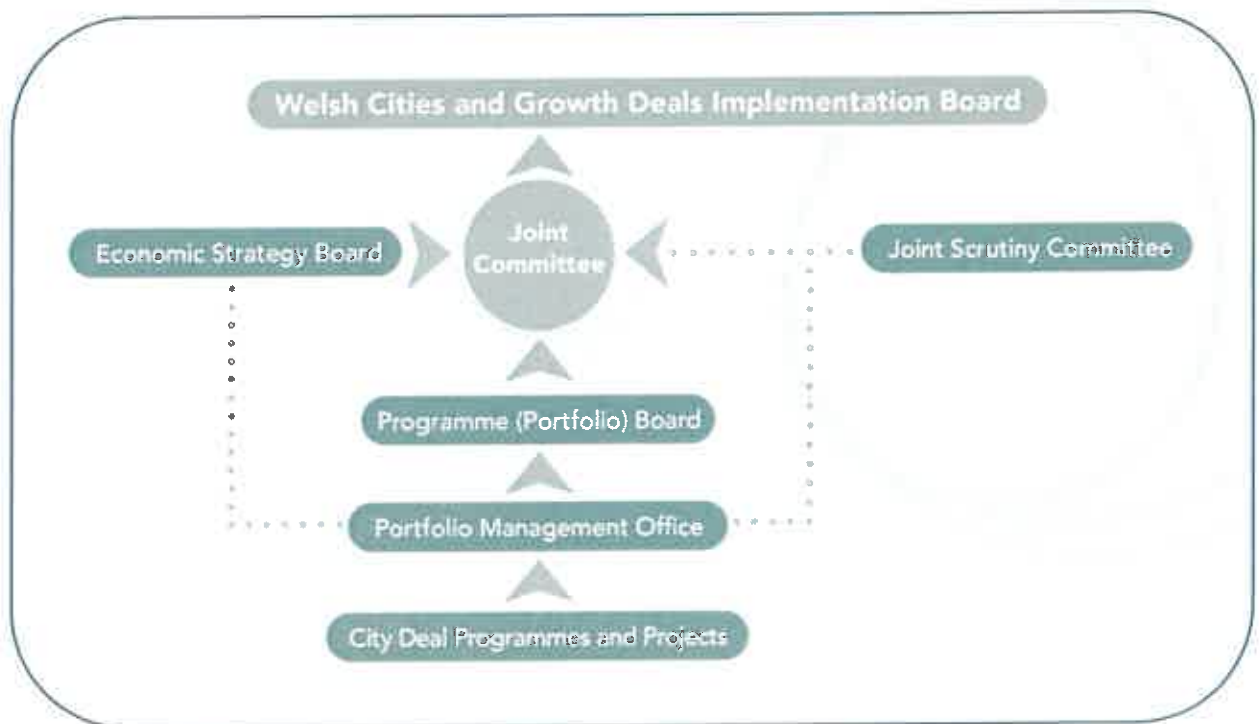 Welsh Cities and Growth Deals Implementation Board
Economic Strategy Board
Joint
Committee
Joint Scrutiny Committee
Programme (Portfolio) Board
Portfolio Management Office
City Deal Programmes and Projects